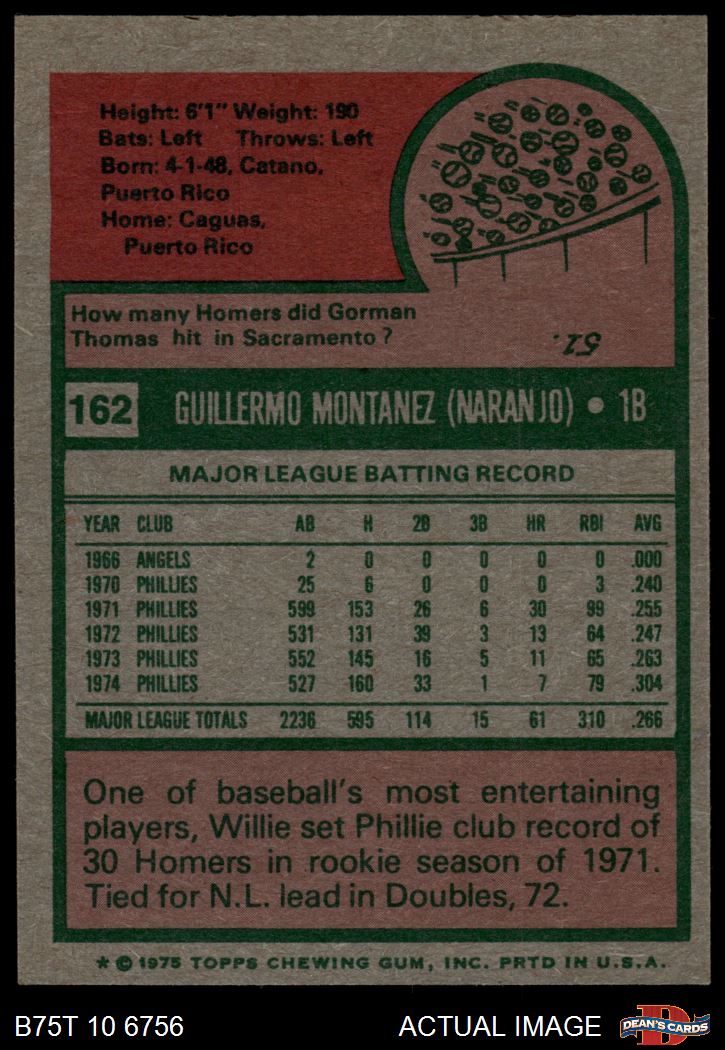 Height: 6'1" Weight: 190
Bats: Left Throws: Left
Born: 4-1-48, Catano,
Puerto Rico
Home: Caguas,
Puerto Rico
How many Homers did Gorman
Thomas hit in Sacramento?
51.
162 GUILLERMO MONTANEZ (NARANJO) • 1B
MAJOR LEAGUE BATTING RECORD
YEAR CLUB AB H 2B 3B HR RBI AVG
1966 ANGELS 2 0 0 0 0 0 .000
1970 PHILLIES 25 6 0 0 0 3 .240
1971 PHILLIES 599 153 26 6 30 99 .255
1972 PHILLIES 531 131 39 3 13 64 .247
1973 PHILLIES 552 145 16 5 11 65 .263
1974 PHILLIES 527 160 33 1 7 79 .304
MAJOR LEAGUE TOTALS 2236 595 114 15 61 310 .266
One of baseball's most entertaining
players, Willie set Phillie club record of
30 Homers in rookie season of 1971.
Tied for N.L. lead in Doubles, 72.
* © 1975 TOPPS CHEWING GUM, INC. PRTD IN U.S.A.
B75T 10 6756 ACTUAL IMAGE
D
DEAN'S CARDS